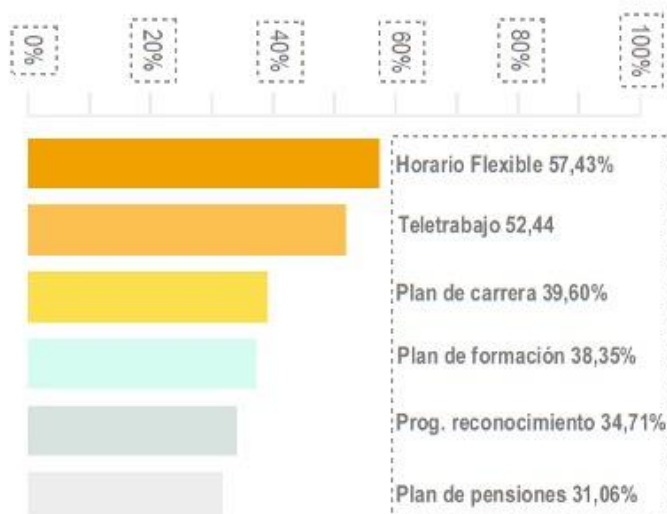 0%
20%
40%
60%
80%
100%
Horario Flexible 57,43%
Teletrabajo 52,44
Plan de carrera 39,60%
Plan de formación 38,35%
Prog. reconocimiento 34,71%
Plan de pensiones 31,06%